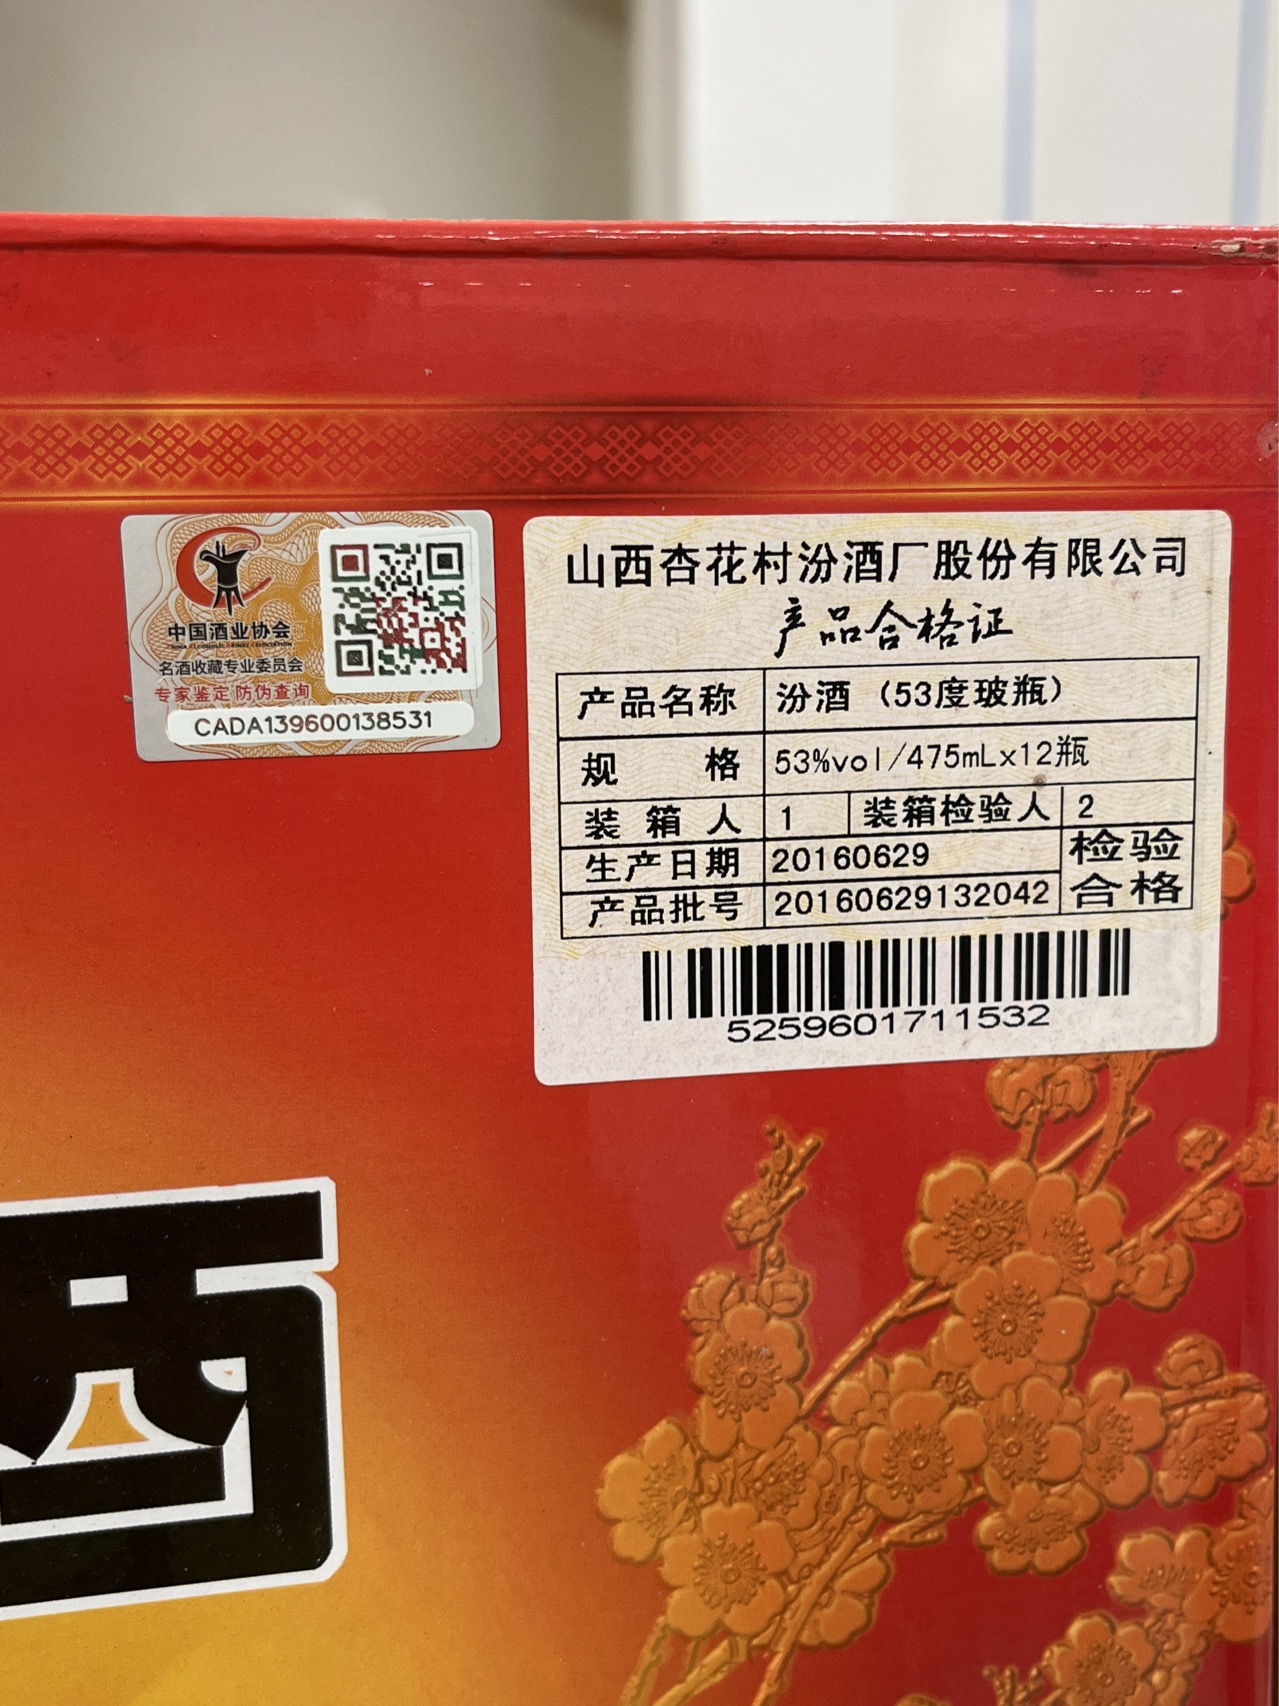 中国酒业协会
CHINA ALCOHOLIC DRINKS ASSOCIATION
名酒收藏专业委员会
专家鉴定 防伪查询
CADA139600138531
山西杏花村汾酒厂股份有限公司
产品合格证
产品名称 汾酒（53度玻瓶）
规 格 53%vol/475mLx12瓶
装 箱 人 1 装箱检验人 2
生产日期 20160629 检验
产品批号 20160629132042 合格
5259601711532